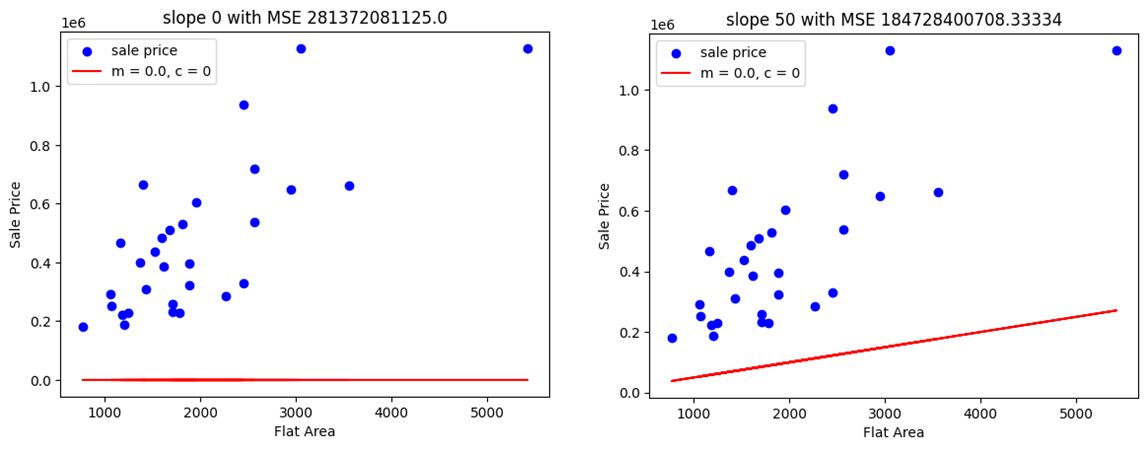 slope 0 with MSE 281372081125.0
1e6
sale price
m = 0.0, c = 0
1.0
0.8
0.6
0.4
0.2
0.0
Sale Price
1000 2000 3000 4000 5000
Flat Area
slope 50 with MSE 184728400708.33334
1e6
sale price
m = 0.0, c = 0
1.0
0.8
0.6
0.4
0.2
0.0
Sale Price
1000 2000 3000 4000 5000
Flat Area